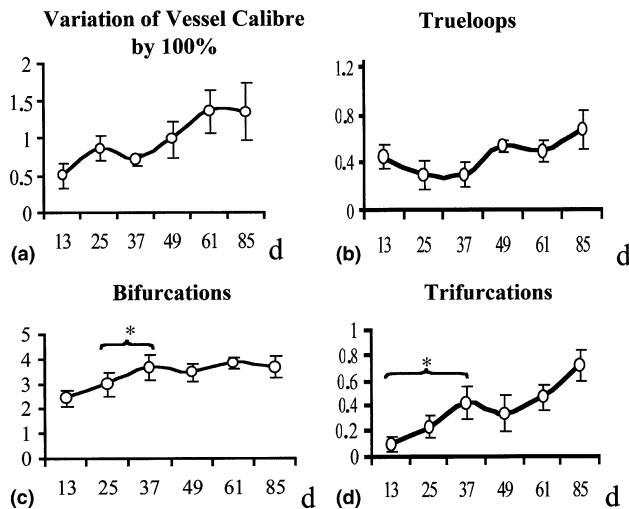 Variation of Vessel Calibre
by 100%
2
1.5
1
0.5
0
13 25 37 49 61 85 d
(a)
Trueloops
1.2
0.8
0.4
0
13 25 37 49 61 85 d
(b)
Bifurcations
*
5
4
3
2
1
0
13 25 37 49 61 85 d
(c)
Trifurcations
*
1
0.8
0.6
0.4
0.2
0
13 25 37 49 61 85 d
(d)